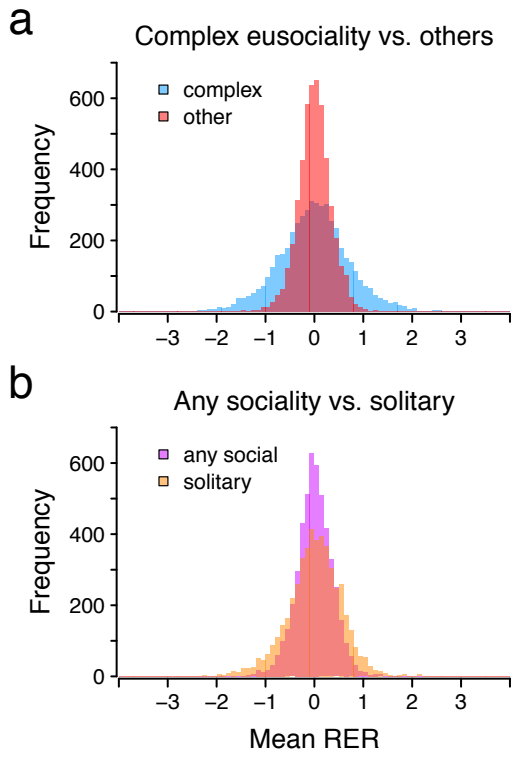 a
Complex eusociality vs. others
complex
other
Frequency
600
400
200
0
−3 −2 −1 0 1 2 3
b
Any sociality vs. solitary
any social
solitary
Frequency
600
400
200
0
−3 −2 −1 0 1 2 3
Mean RER